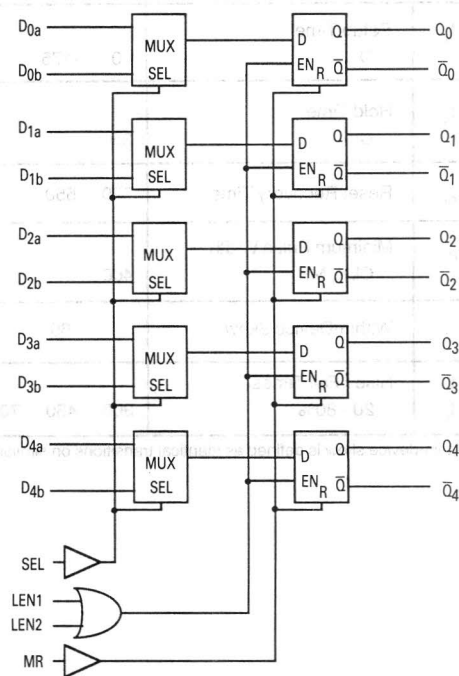 D0a
MUX
D0b
SEL
D Q
EN R Q̅
Q0
Q̅0
D1a
MUX
D1b
SEL
D Q
EN R Q̅
Q1
Q̅1
D2a
MUX
D2b
SEL
D Q
EN R Q̅
Q2
Q̅2
D3a
MUX
D3b
SEL
D Q
EN R Q̅
Q3
Q̅3
D4a
MUX
D4b
SEL
D Q
EN R Q̅
Q4
Q̅4
SEL
LEN1
LEN2
MR